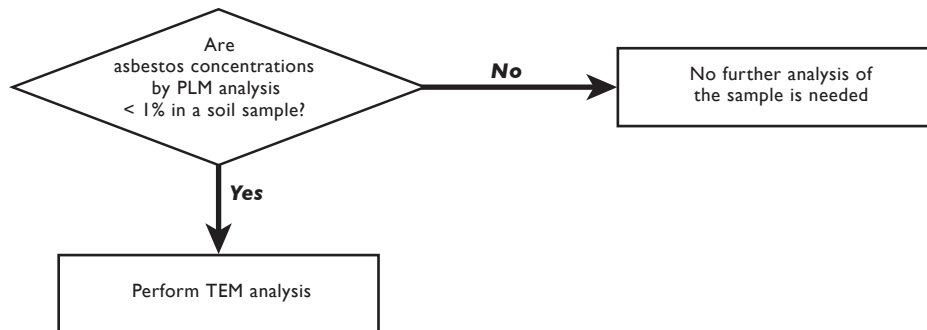 Are
asbestos concentrations
by PLM analysis
< 1% in a soil sample?
No
No further analysis of
the sample is needed
Yes
Perform TEM analysis